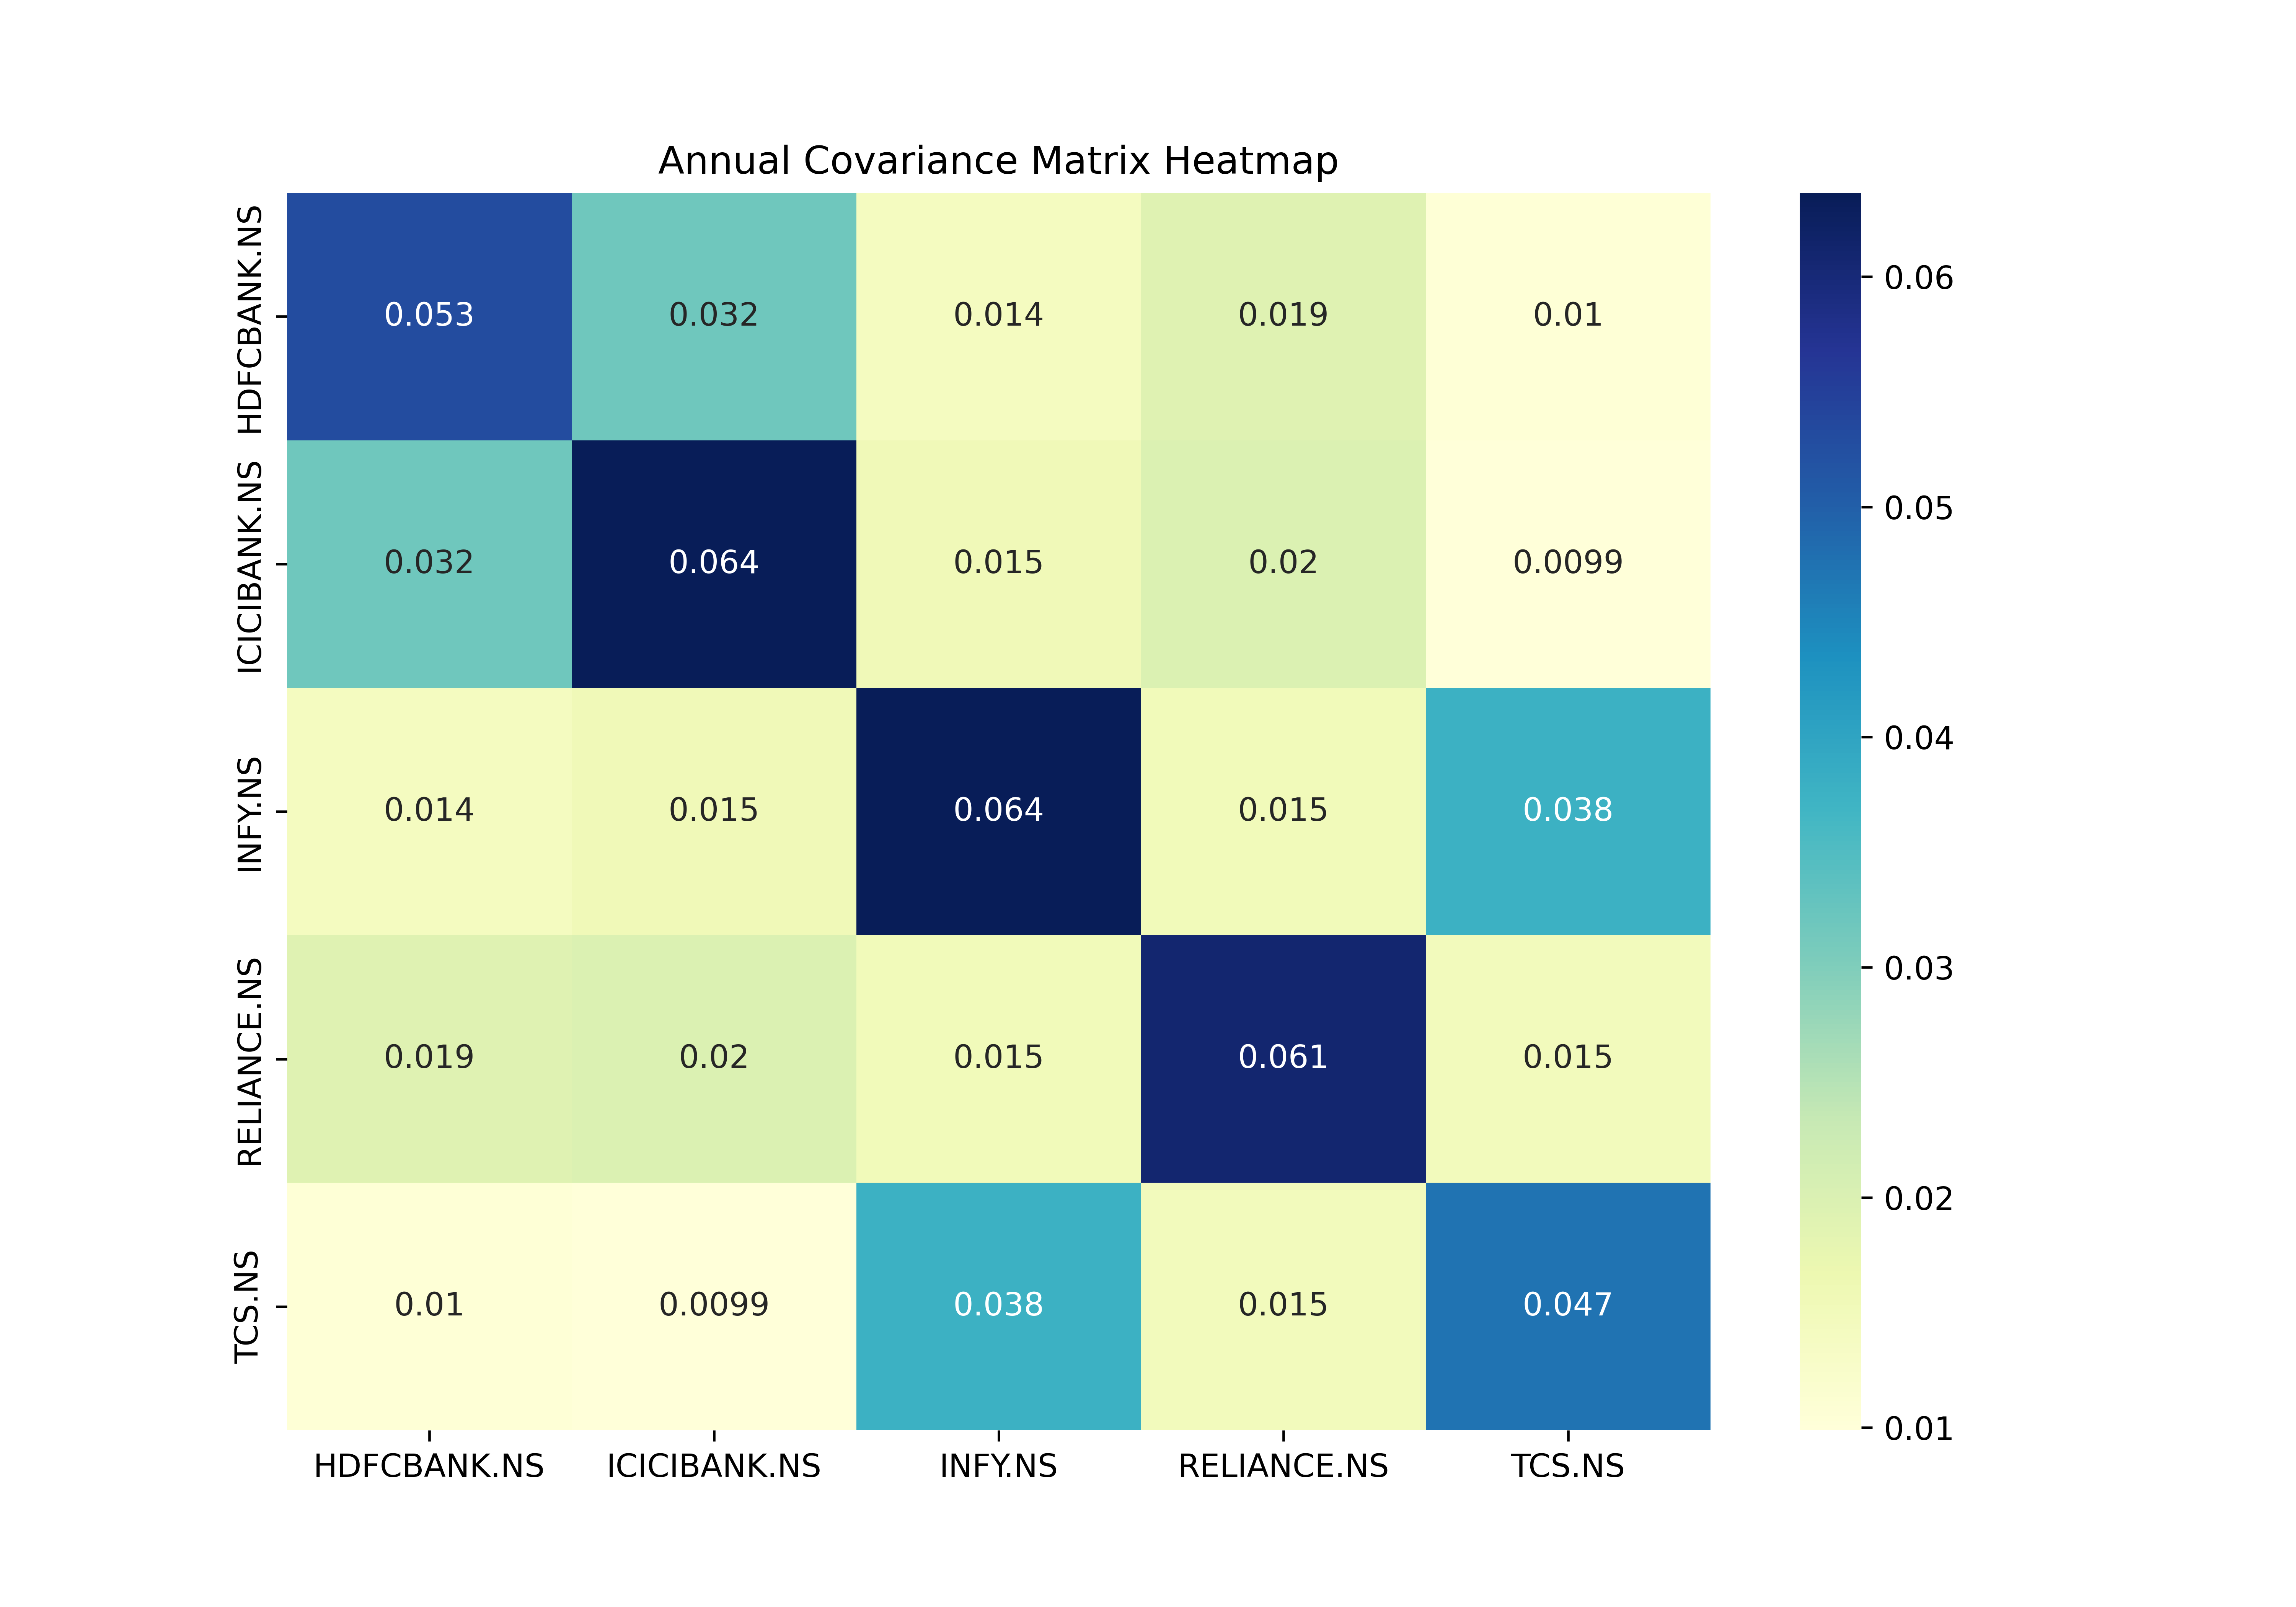 Annual Covariance Matrix Heatmap
HDFCBANK.NS
0.053 0.032 0.014 0.019 0.01
ICICIBANK.NS
0.032 0.064 0.015 0.02 0.0099
INFY.NS
0.014 0.015 0.064 0.015 0.038
RELIANCE.NS
0.019 0.02 0.015 0.061 0.015
TCS.NS
0.01 0.0099 0.038 0.015 0.047
HDFCBANK.NS ICICIBANK.NS INFY.NS RELIANCE.NS TCS.NS
0.06
0.05
0.04
0.03
0.02
0.01